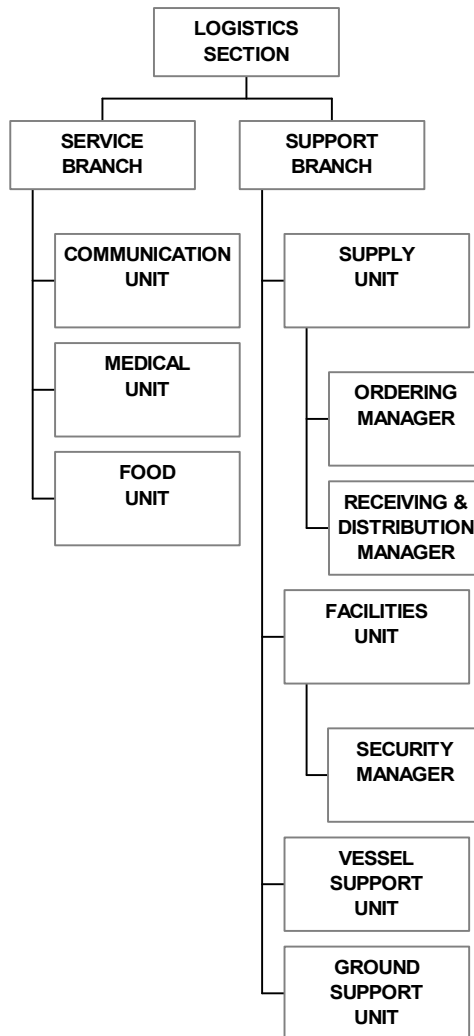 LOGISTICS
SECTION
SERVICE
BRANCH
SUPPORT
BRANCH
COMMUNICATION
UNIT
MEDICAL
UNIT
FOOD
UNIT
SUPPLY
UNIT
ORDERING
MANAGER
RECEIVING &
DISTRIBUTION
MANAGER
FACILITIES
UNIT
SECURITY
MANAGER
VESSEL
SUPPORT
UNIT
GROUND
SUPPORT
UNIT